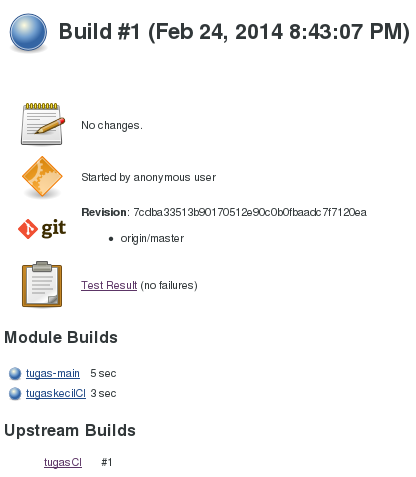 Build #1 (Feb 24, 2014 8:43:07 PM)
No changes.
Started by anonymous user
git
Revision: 7cdba33513b90170512e90c0b0fbaadc7f7120ea
origin/master
Test Result (no failures)
Module Builds
tugas-main 5 sec
tugaskecilCI 3 sec
Upstream Builds
tugasCI #1